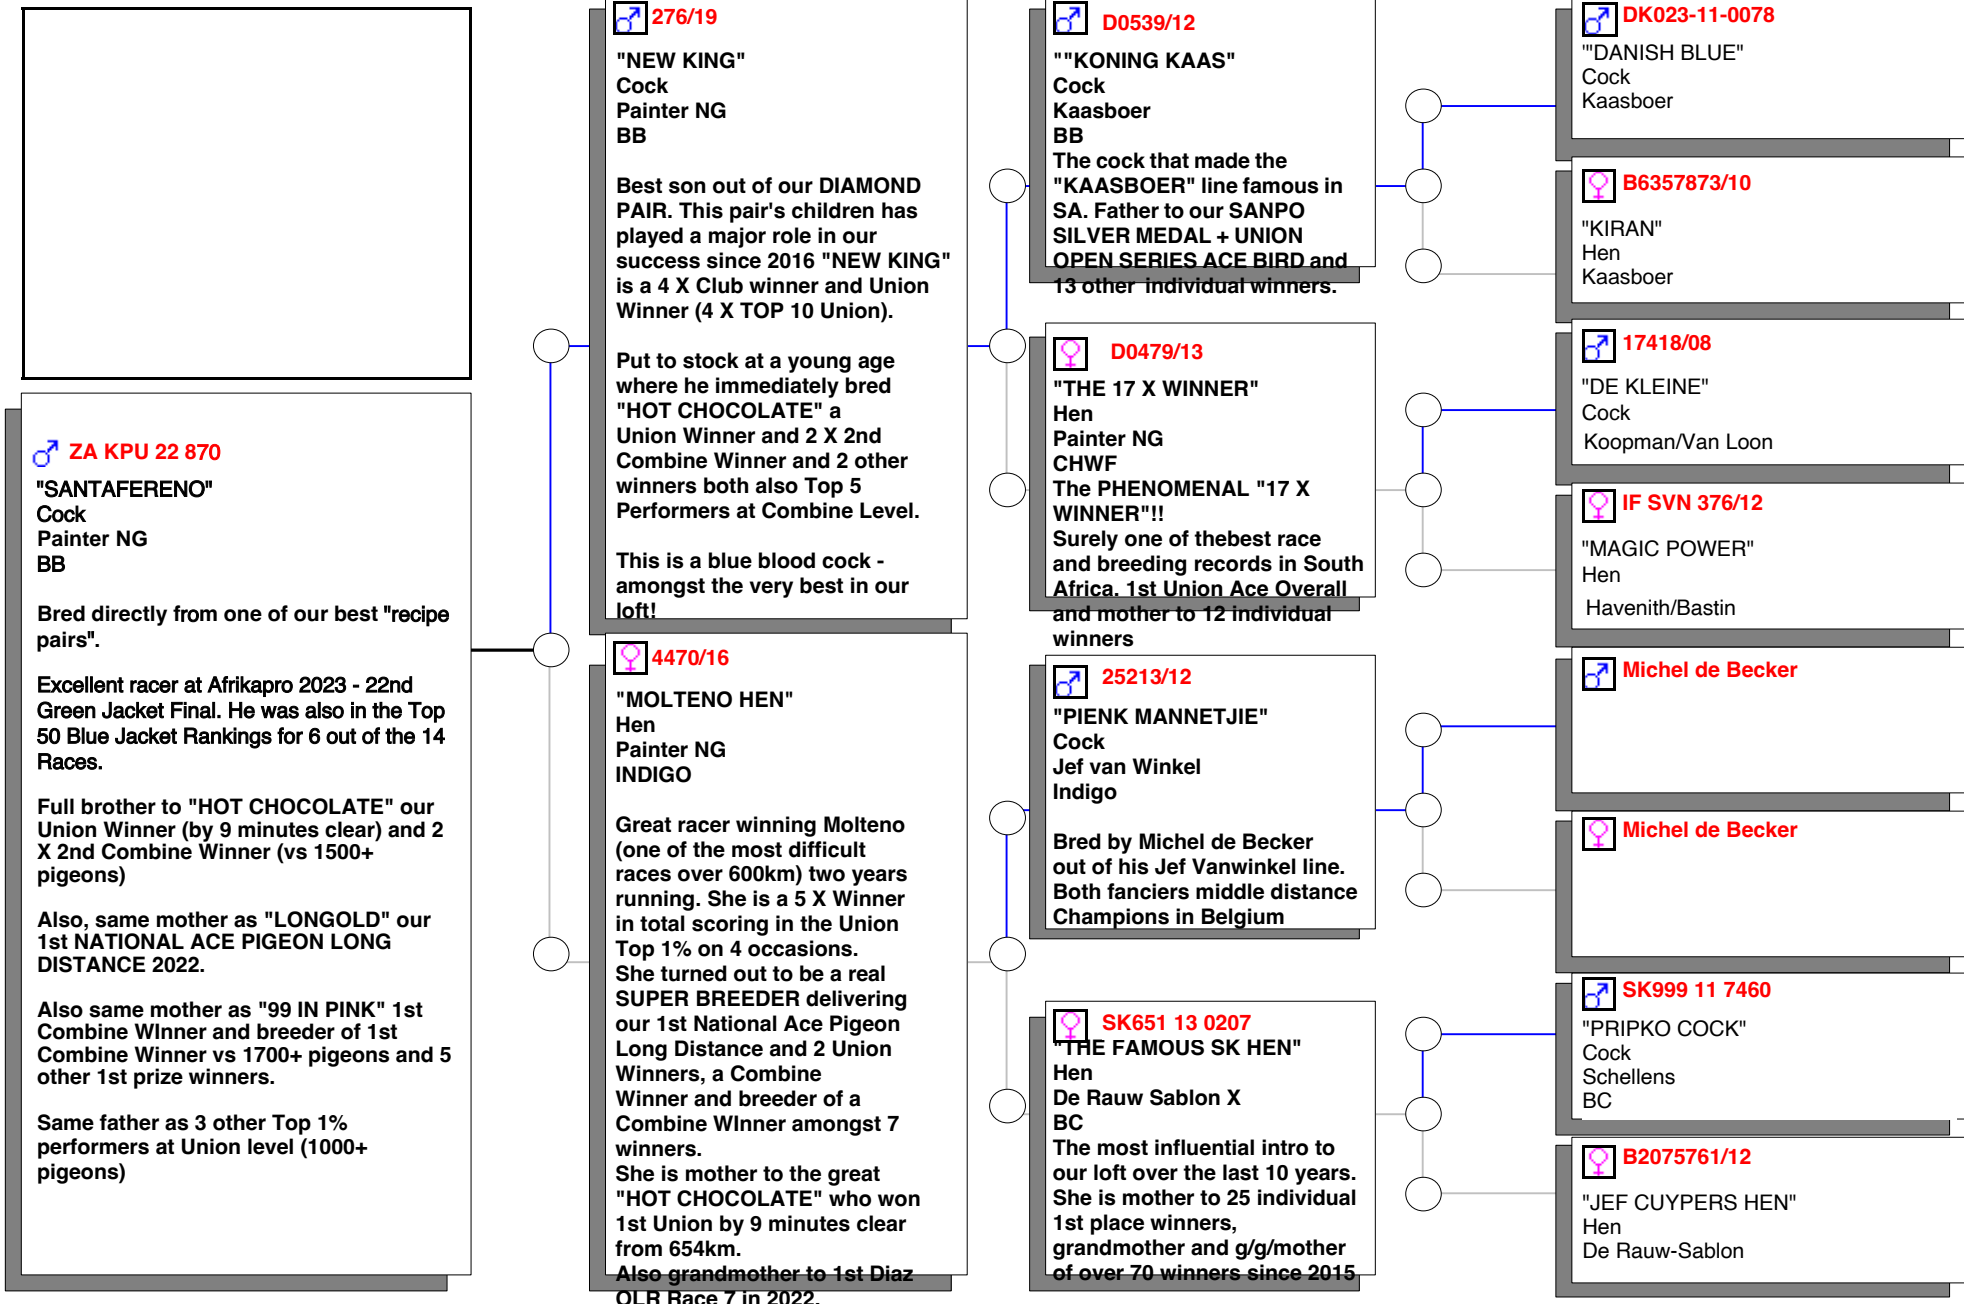 ZA KPU 22 870
"SANTAFERENO"
Cock
Painter NG
BB
Bred directly from one of our best "recipe
pairs".
Excellent racer at Afrikapro 2023 - 22nd
Green Jacket Final. He was also in the Top
50 Blue Jacket Rankings for 6 out of the 14
Races.
Full brother to "HOT CHOCOLATE" our
Union Winner (by 9 minutes clear) and 2
X 2nd Combine Winner (vs 1500+
pigeons)
Also, same mother as "LONGOLD" our
1st NATIONAL ACE PIGEON LONG
DISTANCE 2022.
Also same mother as "99 IN PINK" 1st
Combine WInner and breeder of 1st
Combine Winner vs 1700+ pigeons and 5
other 1st prize winners.
Same father as 3 other Top 1%
performers at Union level (1000+
pigeons)
276/19
"NEW KING"
Cock
Painter NG
BB
Best son out of our DIAMOND
PAIR. This pair's children has
played a major role in our
success since 2016 "NEW KING"
is a 4 X Club winner and Union
Winner (4 X TOP 10 Union).
Put to stock at a young age
where he immediately bred
"HOT CHOCOLATE" a
Union Winner and 2 X 2nd
Combine Winner and 2 other
winners both also Top 5
Performers at Combine Level.
This is a blue blood cock -
amongst the very best in our
loft!
4470/16
"MOLTENO HEN"
Hen
Painter NG
INDIGO
Great racer winning Molteno
(one of the most difficult
races over 600km) two years
running. She is a 5 X Winner
in total scoring in the Union
Top 1% on 4 occasions.
She turned out to be a real
SUPER BREEDER delivering
our 1st National Ace Pigeon
Long Distance and 2 Union
Winners, a Combine
Winner and breeder of a
Combine WInner amongst 7
winners.
She is mother to the great
"HOT CHOCOLATE" who won
1st Union by 9 minutes clear
from 654km.
Also grandmother to 1st Diaz
OLR Race 7 in 2022.
D0539/12
""KONING KAAS"
Cock
Kaasboer
BB
The cock that made the
"KAASBOER" line famous in
SA. Father to our SANPO
SILVER MEDAL + UNION
OPEN SERIES ACE BIRD and
13 other individual winners.
D0479/13
"THE 17 X WINNER"
Hen
Painter NG
CHWF
The PHENOMENAL "17 X
WINNER"!!
Surely one of thebest race
and breeding records in South
Africa. 1st Union Ace Overall
and mother to 12 individual
winners
25213/12
"PIENK MANNETJIE"
Cock
Jef van Winkel
Indigo
Bred by Michel de Becker
out of his Jef Vanwinkel line.
Both fanciers middle distance
Champions in Belgium
SK651 13 0207
"THE FAMOUS SK HEN"
Hen
De Rauw Sablon X
BC
The most influential intro to
our loft over the last 10 years.
She is mother to 25 individual
1st place winners,
grandmother and g/g/mother
of over 70 winners since 2015
DK023-11-0078
'"DANISH BLUE"
Cock
Kaasboer
B6357873/10
"KIRAN"
Hen
Kaasboer
17418/08
"DE KLEINE"
Cock
Koopman/Van Loon
IF SVN 376/12
"MAGIC POWER"
Hen
Havenith/Bastin
Michel de Becker
Michel de Becker
SK999 11 7460
"PRIPKO COCK"
Cock
Schellens
BC
B2075761/12
"JEF CUYPERS HEN"
Hen
De Rauw-Sablon